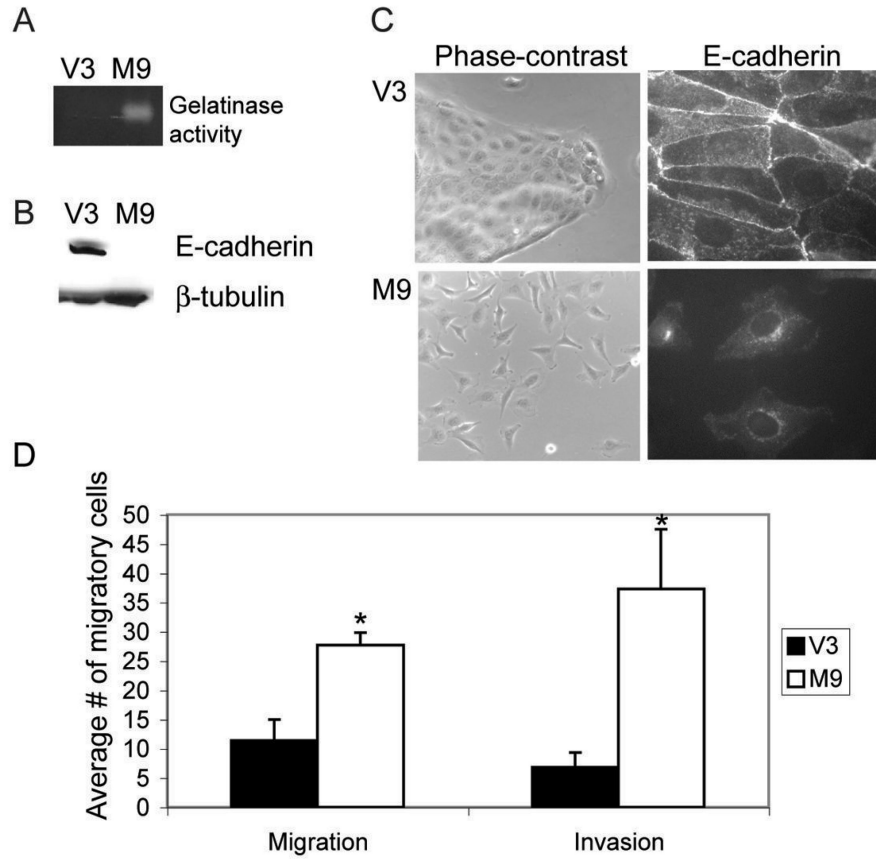 A
V3 M9
Gelatinase
activity
B
V3 M9
E-cadherin
β-tubulin
C
Phase-contrast E-cadherin
V3
M9
D
Average # of migratory cells
50
45
40
35
30
25
20
15
10
5
0
*
*
Migration Invasion
V3
M9